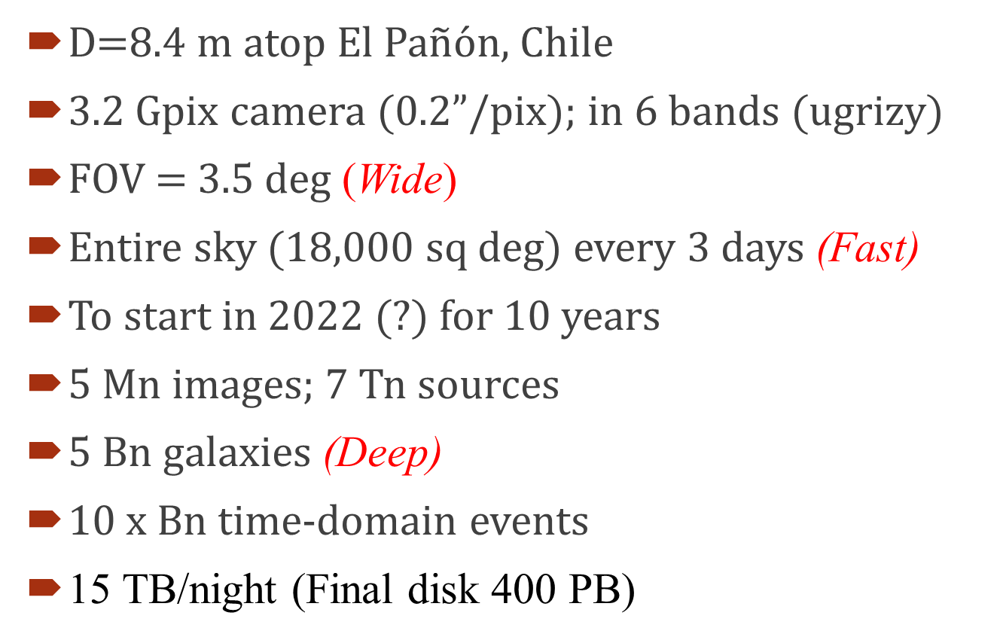 D=8.4 m atop El Pañón, Chile
3.2 Gpix camera (0.2”/pix); in 6 bands (ugrizy)
FOV = 3.5 deg (Wide)
Entire sky (18,000 sq deg) every 3 days (Fast)
To start in 2022 (?) for 10 years
5 Mn images; 7 Tn sources
5 Bn galaxies (Deep)
10 x Bn time-domain events
15 TB/night (Final disk 400 PB)